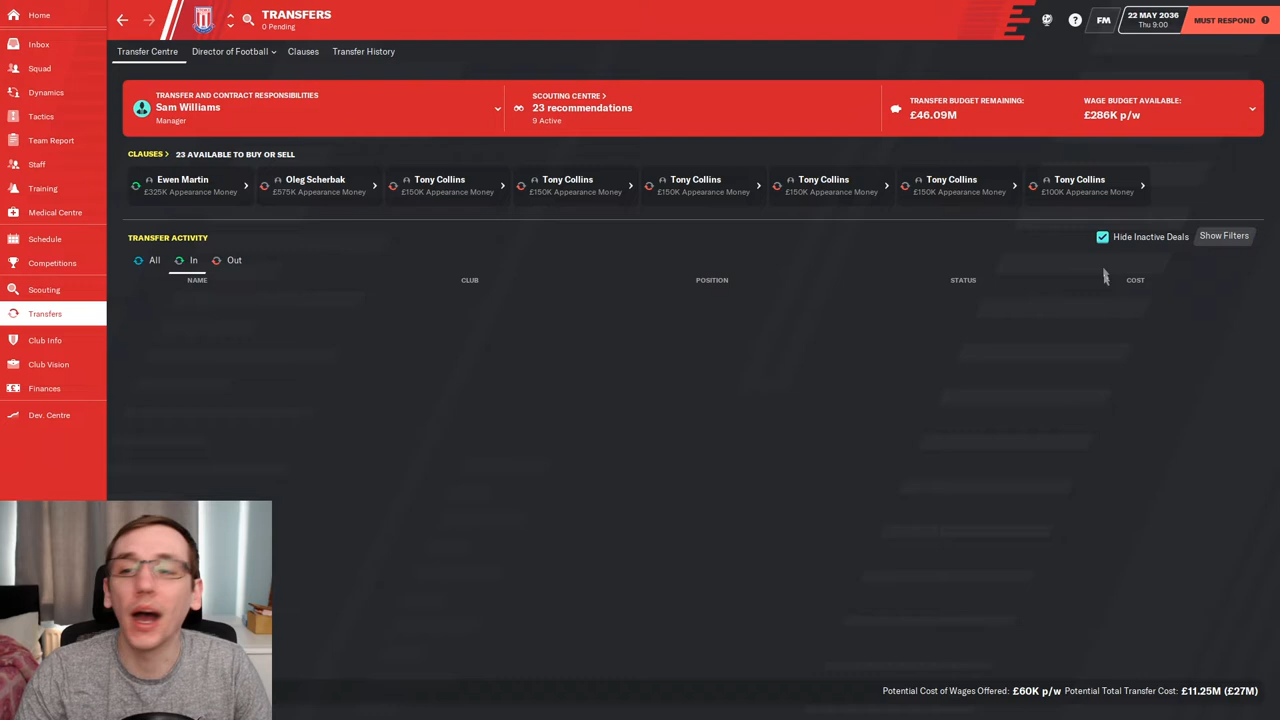 Home
Inbox
Squad
Dynamics
Tactics
Team Report
Staff
Training
Medical Centre
Schedule
Competitions
Scouting
Transfers
Club Info
Club Vision
Finances
Dev. Centre
TRANSFERS
0 Pending
FM
22 MAY 2036
Thu 9:00
MUST RESPOND
Transfer Centre
Director of Football
Clauses
Transfer History
TRANSFER AND CONTRACT RESPONSIBILITIES
Sam Williams
Manager
SCOUTING CENTRE >
23 recommendations
9 Active
TRANSFER BUDGET REMAINING:
£46.09M
WAGE BUDGET AVAILABLE:
£286K p/w
CLAUSES > 23 AVAILABLE TO BUY OR SELL
Ewen Martin
£325K Appearance Money
Oleg Scherbak
£575K Appearance Money
Tony Collins
£150K Appearance Money
Tony Collins
£150K Appearance Money
Tony Collins
£150K Appearance Money
Tony Collins
£150K Appearance Money
Tony Collins
£150K Appearance Money
Tony Collins
£100K Appearance Money
TRANSFER ACTIVITY
Hide Inactive Deals
Show Filters
All
In
Out
NAME CLUB POSITION STATUS COST
Potential Cost of Wages Offered: £60K p/w Potential Total Transfer Cost: £11.25M (£27M)